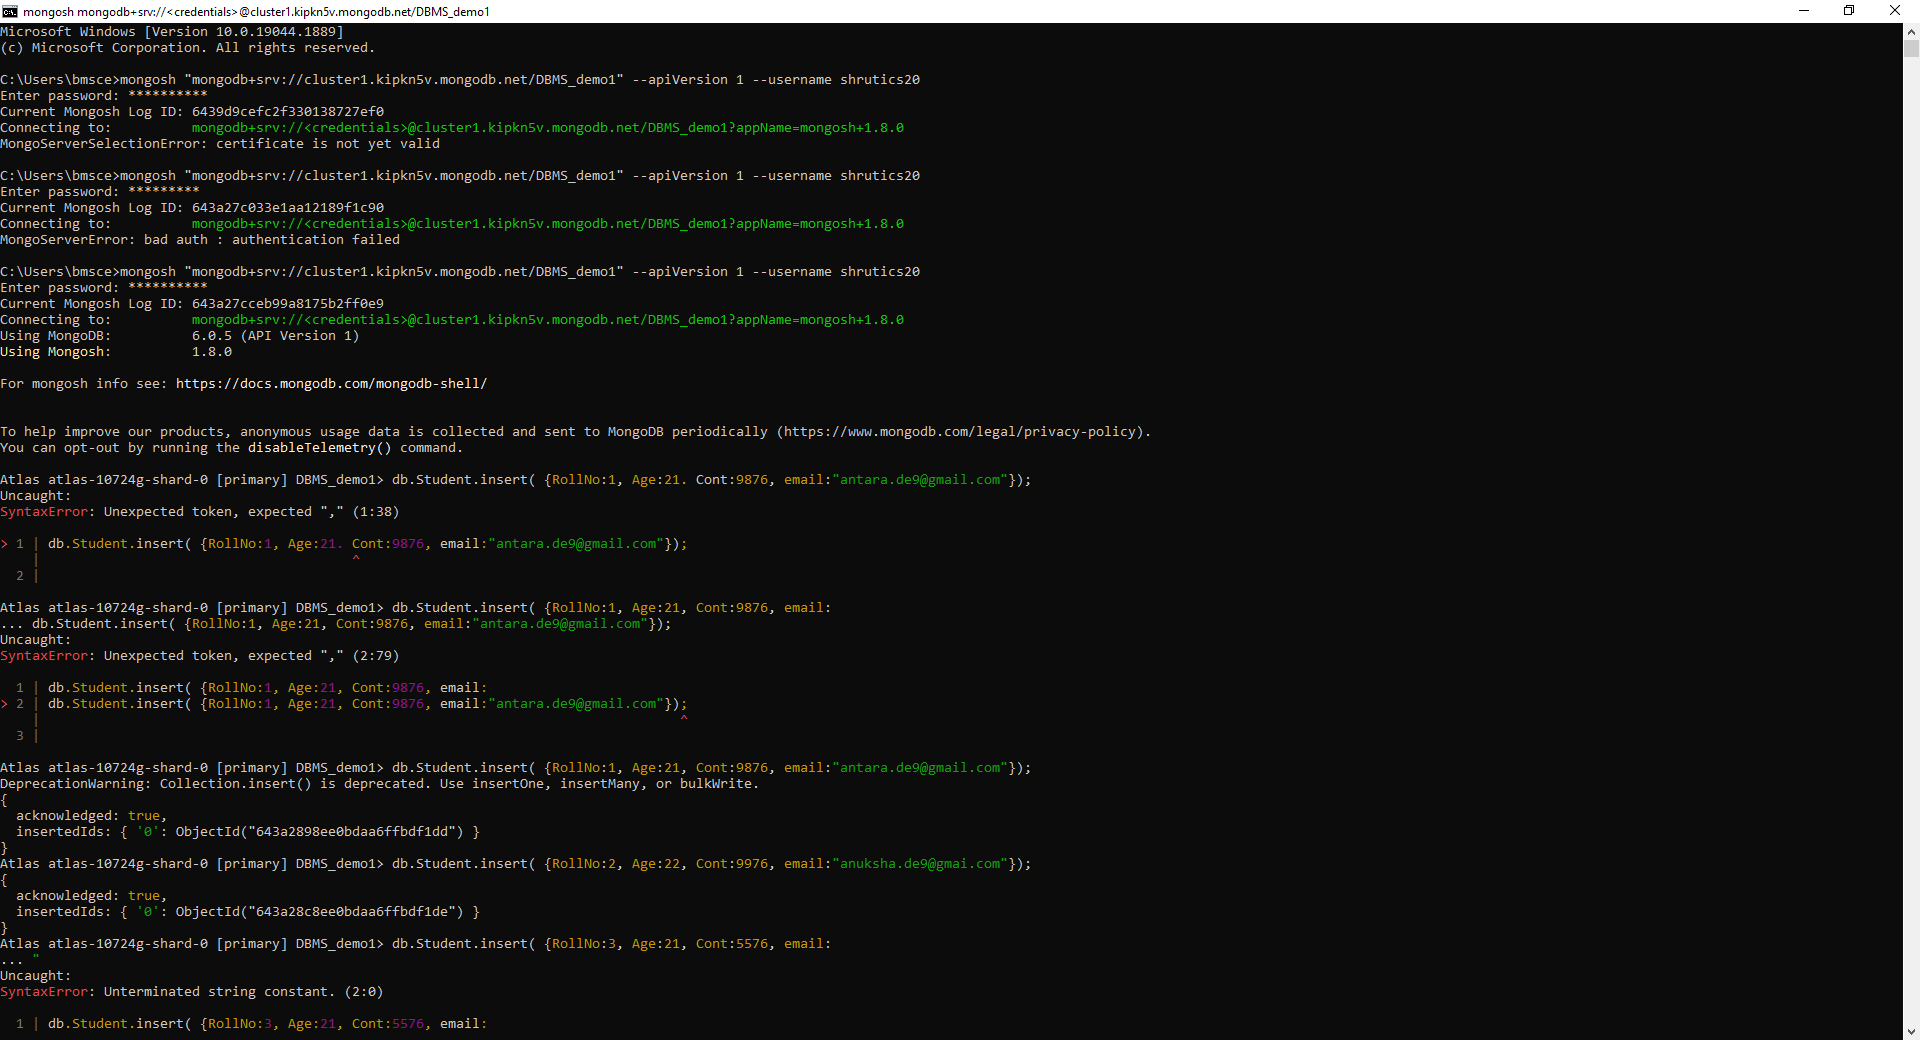 mongosh mongodb+srv://<credentials>@cluster1.kipkn5v.mongodb.net/DBMS_demo1
Microsoft Windows [Version 10.0.19044.1889]
(c) Microsoft Corporation. All rights reserved.
C:\Users\bmsce>mongosh "mongodb+srv://cluster1.kipkn5v.mongodb.net/DBMS_demo1" --apiVersion 1 --username shrutics20
Enter password: **********
Current Mongosh Log ID: 6439d9cefc2f330138727ef0
Connecting to:          mongodb+srv://<credentials>@cluster1.kipkn5v.mongodb.net/DBMS_demo1?appName=mongosh+1.8.0
MongoServerSelectionError: certificate is not yet valid
C:\Users\bmsce>mongosh "mongodb+srv://cluster1.kipkn5v.mongodb.net/DBMS_demo1" --apiVersion 1 --username shrutics20
Enter password: *********
Current Mongosh Log ID: 643a27c033e1aa12189f1c90
Connecting to:          mongodb+srv://<credentials>@cluster1.kipkn5v.mongodb.net/DBMS_demo1?appName=mongosh+1.8.0
MongoServerError: bad auth : authentication failed
C:\Users\bmsce>mongosh "mongodb+srv://cluster1.kipkn5v.mongodb.net/DBMS_demo1" --apiVersion 1 --username shrutics20
Enter password: **********
Current Mongosh Log ID: 643a27cceb99a8175b2ff0e9
Connecting to:          mongodb+srv://<credentials>@cluster1.kipkn5v.mongodb.net/DBMS_demo1?appName=mongosh+1.8.0
Using MongoDB:          6.0.5 (API Version 1)
Using Mongosh:          1.8.0
For mongosh info see: https://docs.mongodb.com/mongodb-shell/
To help improve our products, anonymous usage data is collected and sent to MongoDB periodically (https://www.mongodb.com/legal/privacy-policy).
You can opt-out by running the disableTelemetry() command.
Atlas atlas-10724g-shard-0 [primary] DBMS_demo1> db.Student.insert( {RollNo:1, Age:21. Cont:9876, email:"antara.de9@gmail.com"});
Uncaught:
SyntaxError: Unexpected token, expected "," (1:38)
> 1 | db.Student.insert( {RollNo:1, Age:21. Cont:9876, email:"antara.de9@gmail.com"});
    |                                       ^
  2 |
Atlas atlas-10724g-shard-0 [primary] DBMS_demo1> db.Student.insert( {RollNo:1, Age:21, Cont:9876, email:
... db.Student.insert( {RollNo:1, Age:21, Cont:9876, email:"antara.de9@gmail.com"});
Uncaught:
SyntaxError: Unexpected token, expected "," (2:79)
  1 | db.Student.insert( {RollNo:1, Age:21, Cont:9876, email:
> 2 | db.Student.insert( {RollNo:1, Age:21, Cont:9876, email:"antara.de9@gmail.com"});
    |                                                                                ^
  3 |
Atlas atlas-10724g-shard-0 [primary] DBMS_demo1> db.Student.insert( {RollNo:1, Age:21, Cont:9876, email:"antara.de9@gmail.com"});
DeprecationWarning: Collection.insert() is deprecated. Use insertOne, insertMany, or bulkWrite.
{
  acknowledged: true,
  insertedIds: { '0': ObjectId("643a2898ee0bdaa6ffbdf1dd") }
}
Atlas atlas-10724g-shard-0 [primary] DBMS_demo1> db.Student.insert( {RollNo:2, Age:22, Cont:9976, email:"anuksha.de9@gmai.com"});
{
  acknowledged: true,
  insertedIds: { '0': ObjectId("643a28c8ee0bdaa6ffbdf1de") }
}
Atlas atlas-10724g-shard-0 [primary] DBMS_demo1> db.Student.insert( {RollNo:3, Age:21, Cont:5576, email:
... "
Uncaught:
SyntaxError: Unterminated string constant. (2:0)
  1 | db.Student.insert( {RollNo:3, Age:21, Cont:5576, email: